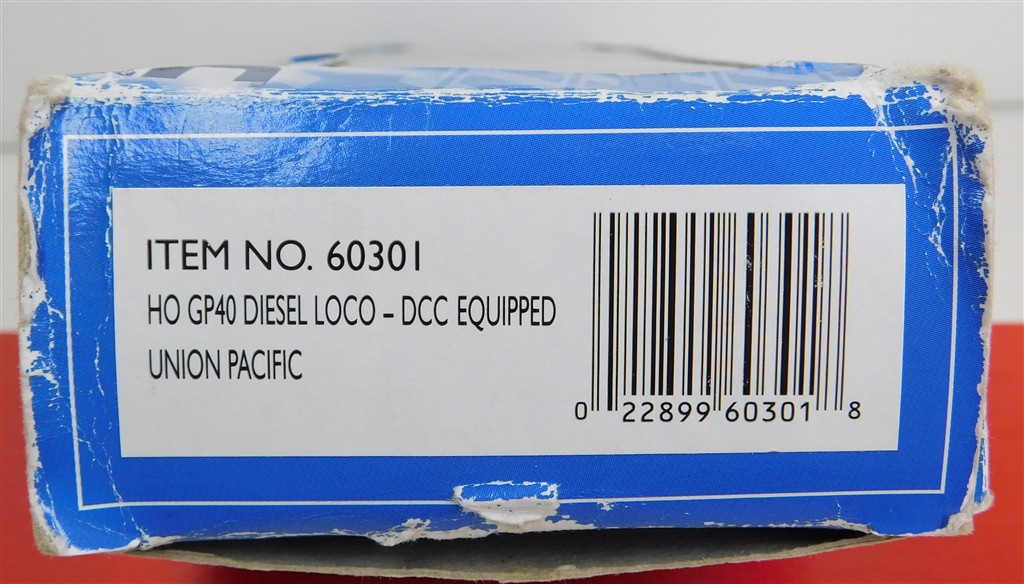 ITEM NO. 60301
HO GP40 DIESEL LOCO – DCC EQUIPPED
UNION PACIFIC
0 22899 60301 8